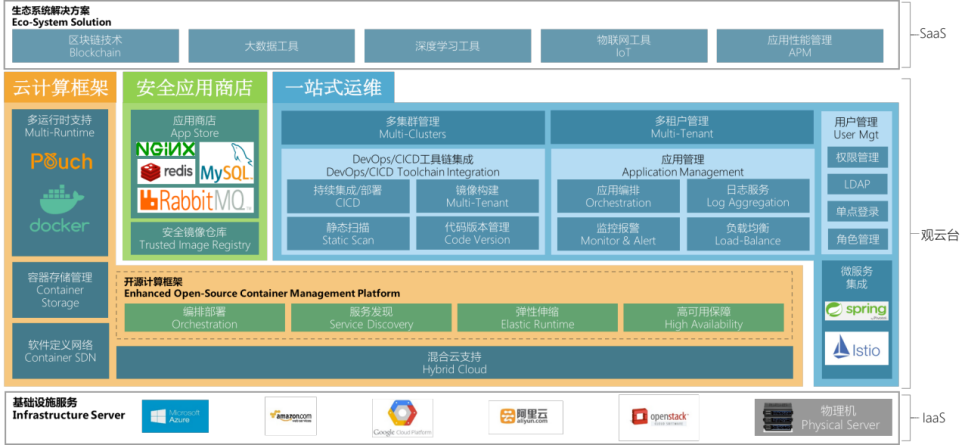 生态系统解决方案
Eco-System Solution
区块链技术
Blockchain
大数据工具
深度学习工具
物联网工具
IoT
应用性能管理
APM
SaaS
云计算框架
安全应用商店
一站式运维
多运行时支持
Multi-Runtime
Pouch
docker
容器存储管理
Container
Storage
软件定义网络
Container SDN
应用商店
App Store
NGINX
redis
MySQL
RabbitMQ
安全镜像仓库
Trusted Image Registry
多集群管理
Multi-Clusters
多租户管理
Multi-Tenant
DevOps/CICD工具链集成
DevOps/CICD Toolchain Integration
持续集成/部署
CICD
镜像构建
Multi-Tenant
静态扫描
Static Scan
代码版本管理
Code Version
应用管理
Application Management
应用编排
Orchestration
日志服务
Log Aggregation
监控报警
Monitor & Alert
负载均衡
Load-Balance
用户管理
User Mgt
权限管理
LDAP
单点登录
角色管理
微服务
集成
spring
Istio
观云台
开源计算框架
Enhanced Open-Source Container Management Platform
编排部署
Orchestration
服务发现
Service Discovery
弹性伸缩
Elastic Runtime
高可用保障
High Availability
混合云支持
Hybrid Cloud
基础设施服务
Infrastructure Server
Microsoft
Azure
amazon.com
Google Cloud Platform
阿里云
aliyun.com
openstack
物理机
Physical Server
IaaS